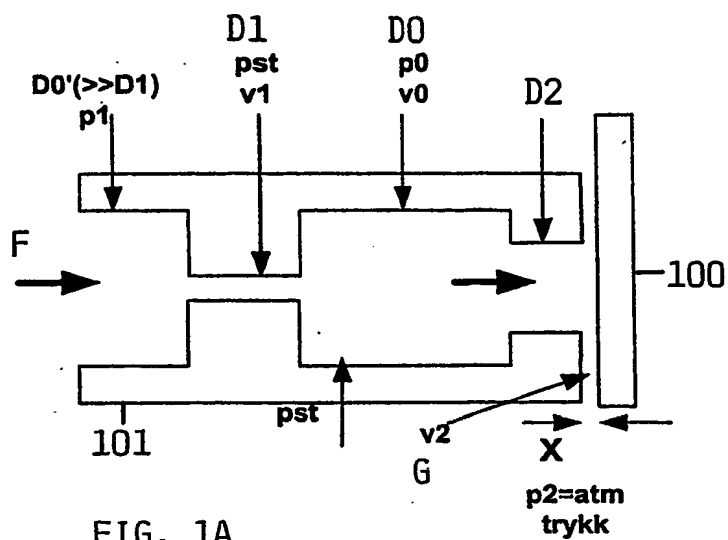 D1
pst
v1
D0
p0
v0
D0'(>>D1)
p1
D2
F
100
101
pst
v2
G
X
p2=atm
trykk
FIG. 1A